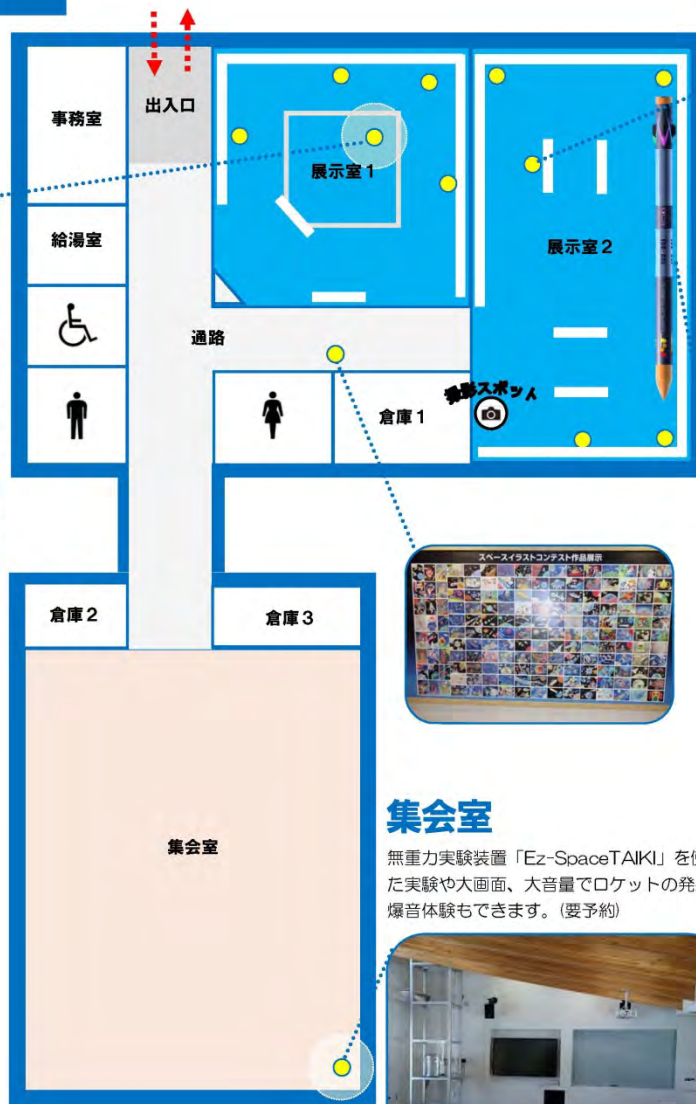 事務室
出入口
展示室1
給湯室
展示室2
通路
撮影スポット
倉庫1
スペースイラストコンテスト作品展示
倉庫2
倉庫3
集会室
集会室
無重力実験装置「Ez-SpaceTAIKI」を
た実験や大画面、大音量でロケットの発
爆音体験もできます。(要予約)